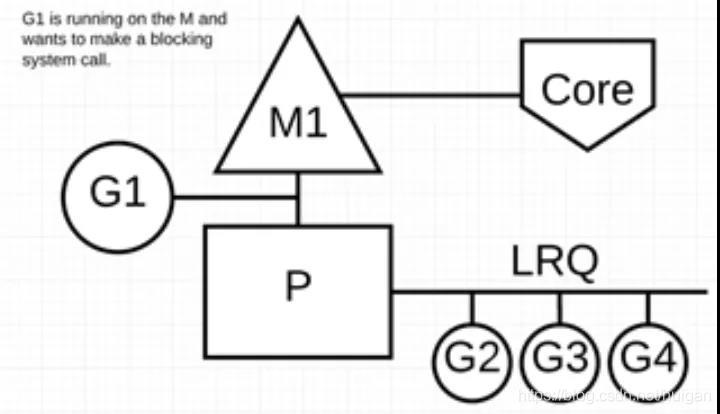 G1 is running on the M and
wants to make a blocking
system call.
M1
Core
G1
P
LRQ
G2
G3
G4
https://blog.csdn.net/huigan